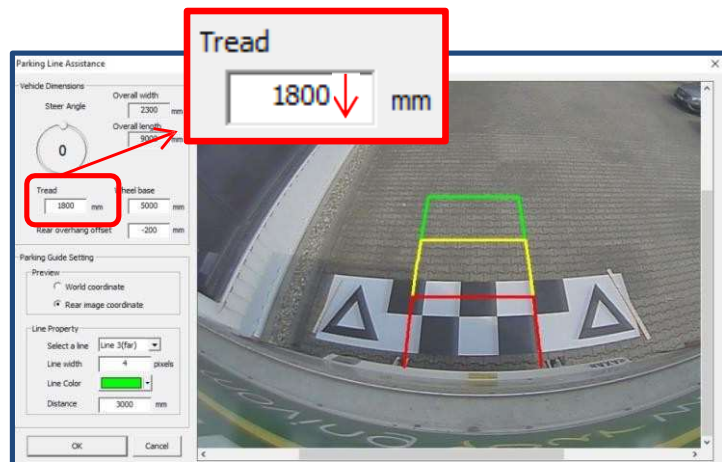 Tread
1800 mm
Parking Line Assistance
Vehicle Dimensions
Steer Angle
Overall width
2300 mm
Overall length
9000 mm
0
Tread
1800 mm
Wheel base
5000 mm
Rear overhang offset
-200 mm
Parking Guide Setting
Preview
World coordinate
Rear image coordinate
Line Property
Select a line Line 3(far)
Line width 4 pixels
Line Color
Distance 3000 mm
OK Cancel